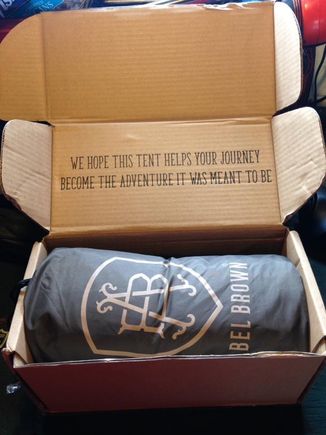 WE HOPE THIS TENT HELPS YOUR JOURNEY
BECOME THE ADVENTURE IT WAS MEANT TO BE
BEL BROWN